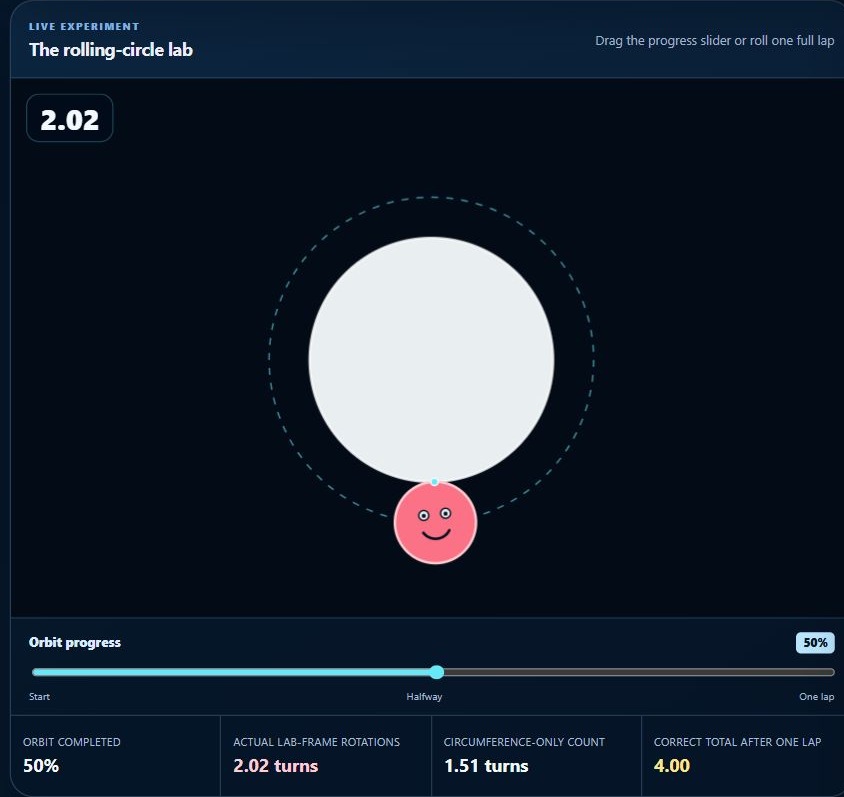 LIVE EXPERIMENT
The rolling-circle lab
Drag the progress slider or roll one full lap
2.02
Orbit progress
50%
Start
Halfway
One lap
ORBIT COMPLETED
50%
ACTUAL LAB-FRAME ROTATIONS
2.02 turns
CIRCUMFERENCE-ONLY COUNT
1.51 turns
CORRECT TOTAL AFTER ONE LAP
4.00